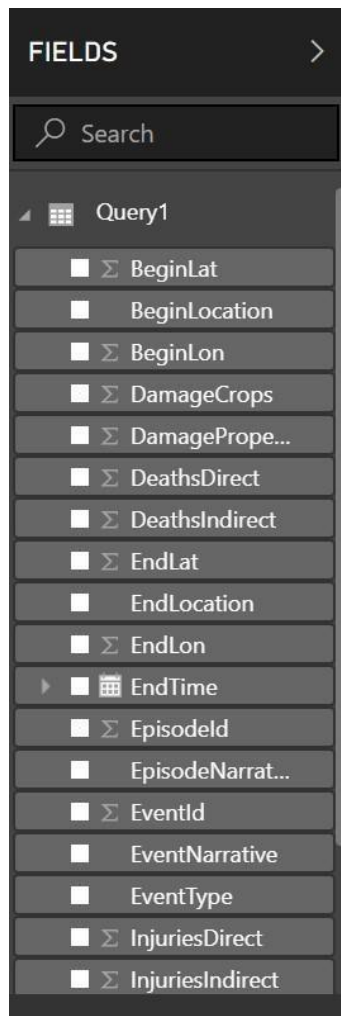 FIELDS
Search
Query1
Σ BeginLat
BeginLocation
Σ BeginLon
Σ DamageCrops
Σ DamagePrope...
Σ DeathsDirect
Σ DeathsIndirect
Σ EndLat
EndLocation
Σ EndLon
EndTime
Σ EpisodeId
EpisodeNarrat...
Σ EventId
EventNarrative
EventType
Σ InjuriesDirect
Σ InjuriesIndirect